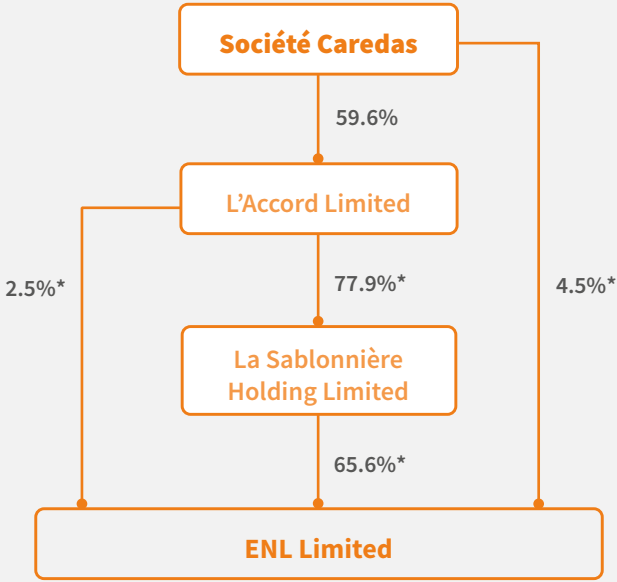 Société Caredas
59.6%
L’Accord Limited
2.5%*
77.9%*
4.5%*
La Sablonnière
Holding Limited
65.6%*
ENL Limited